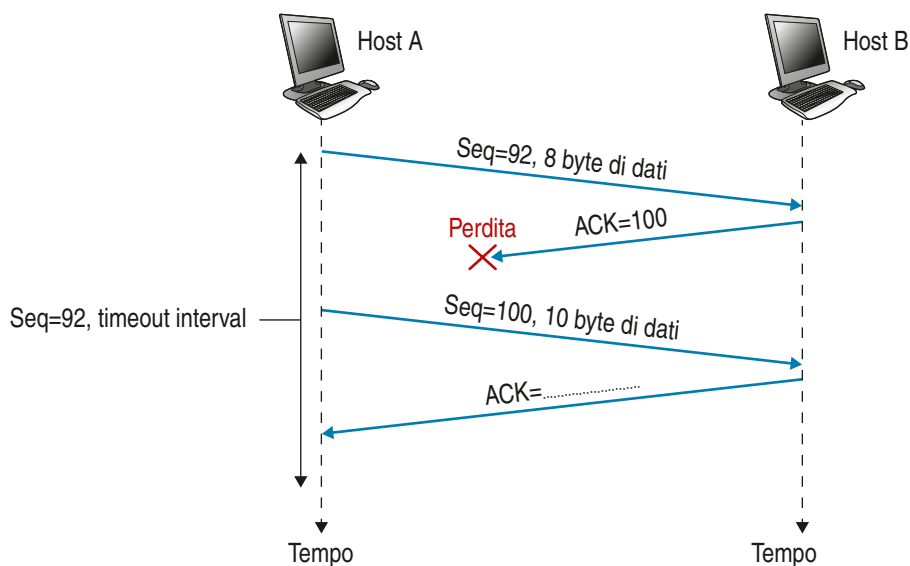 Host A
Host B
Seq=92, 8 byte di dati
ACK=100
Perdita
Seq=92, timeout interval
Seq=100, 10 byte di dati
ACK=....................
Tempo
Tempo